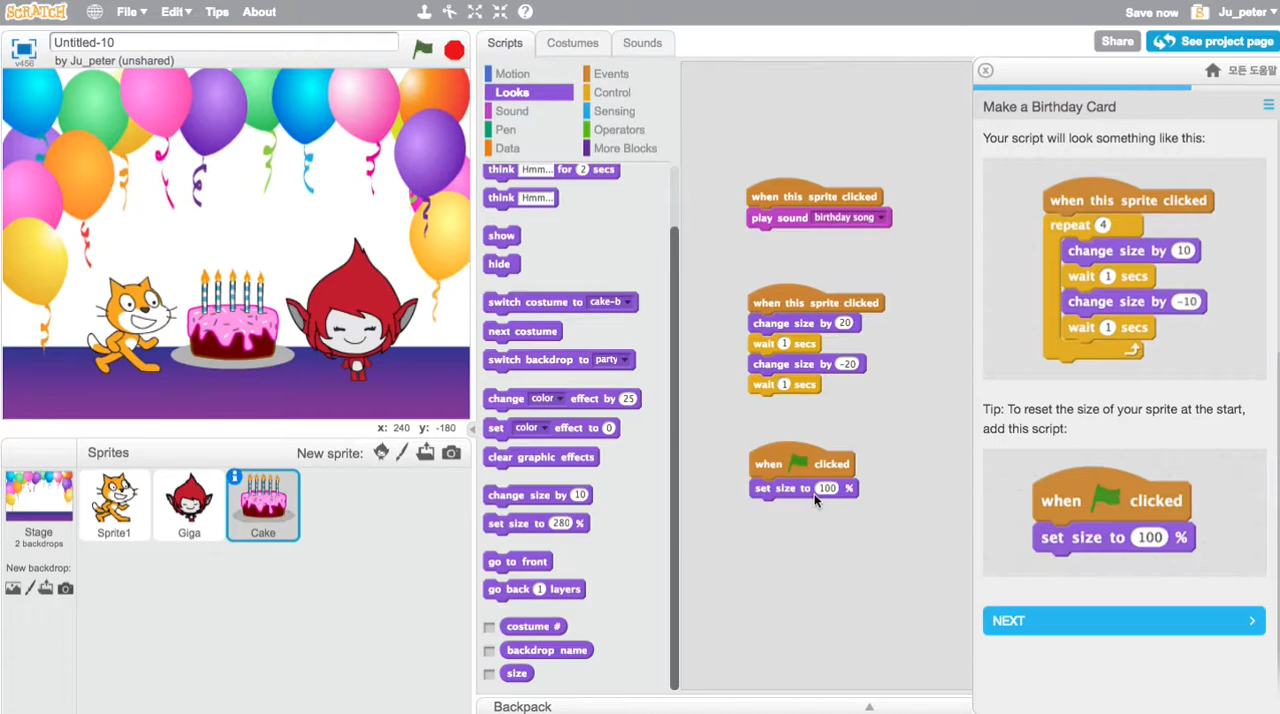 SCRATCH
File Edit Tips About
Save now
Ju_peter
v456
Untitled-10
by Ju_peter (unshared)
Scripts
Costumes
Sounds
Share
See project page
Motion
Looks
Sound
Pen
Data
Events
Control
Sensing
Operators
More Blocks
think Hmm... for 2 secs
think Hmm...
show
hide
switch costume to cake-b
next costume
switch backdrop to party
change color effect by 25
set color effect to 0
clear graphic effects
change size by 10
set size to 280 %
go to front
go back 1 layers
costume #
backdrop name
size
when this sprite clicked
play sound birthday song
when this sprite clicked
change size by 20
wait 1 secs
change size by -20
wait 1 secs
when clicked
set size to 100 %
x: 240 y: -180
Sprites
New sprite:
Stage
2 backdrops
New backdrop:
Sprite1
Giga
Cake
Backpack
모든 도움말
Make a Birthday Card
Your script will look something like this:
when this sprite clicked
repeat 4
change size by 10
wait 1 secs
change size by -10
wait 1 secs
Tip: To reset the size of your sprite at the start,
add this script:
when clicked
set size to 100 %
NEXT